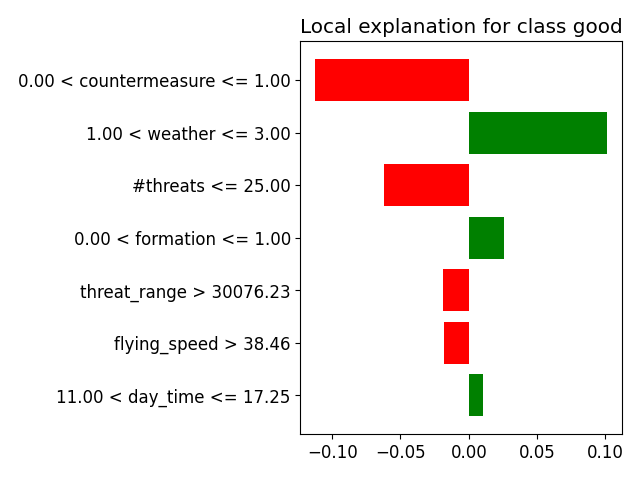 Local explanation for class good
0.00 < countermeasure <= 1.00
1.00 < weather <= 3.00
#threats <= 25.00
0.00 < formation <= 1.00
threat_range > 30076.23
flying_speed > 38.46
11.00 < day_time <= 17.25
−0.10 −0.05 0.00 0.05 0.10